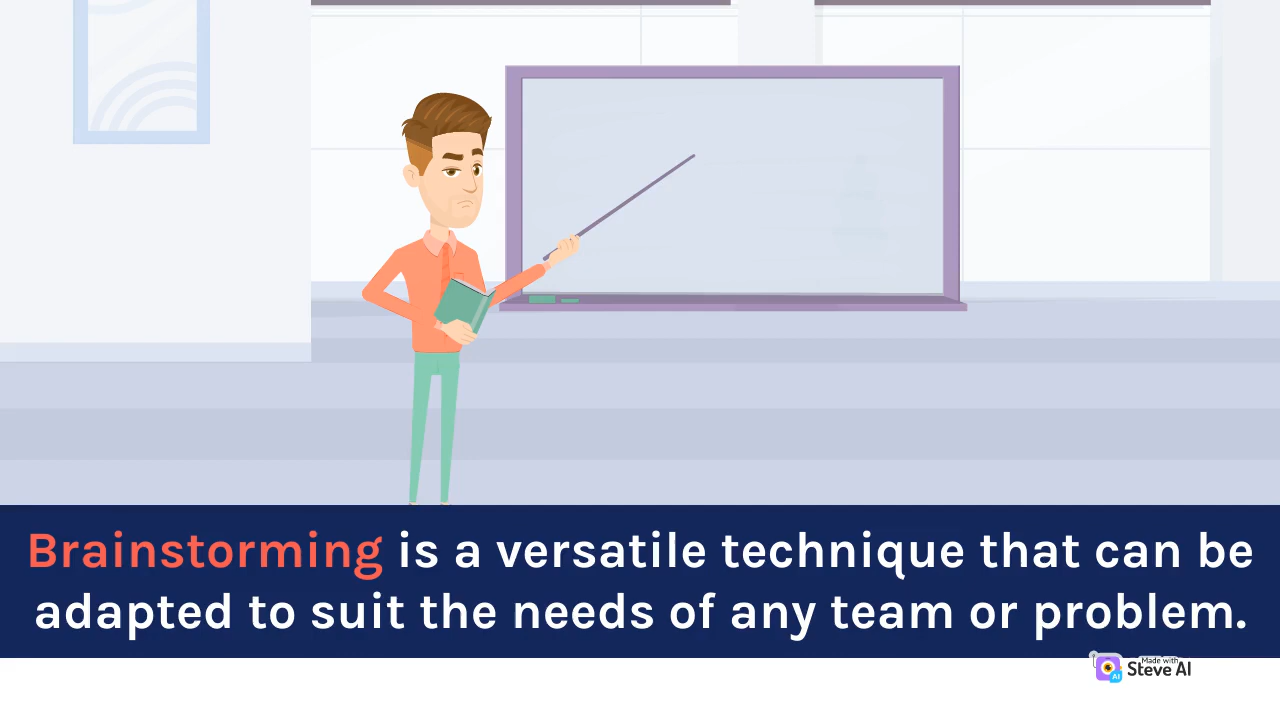 Brainstorming is a versatile technique that can be
adapted to suit the needs of any team or problem.
Made with
Steve AI
AI